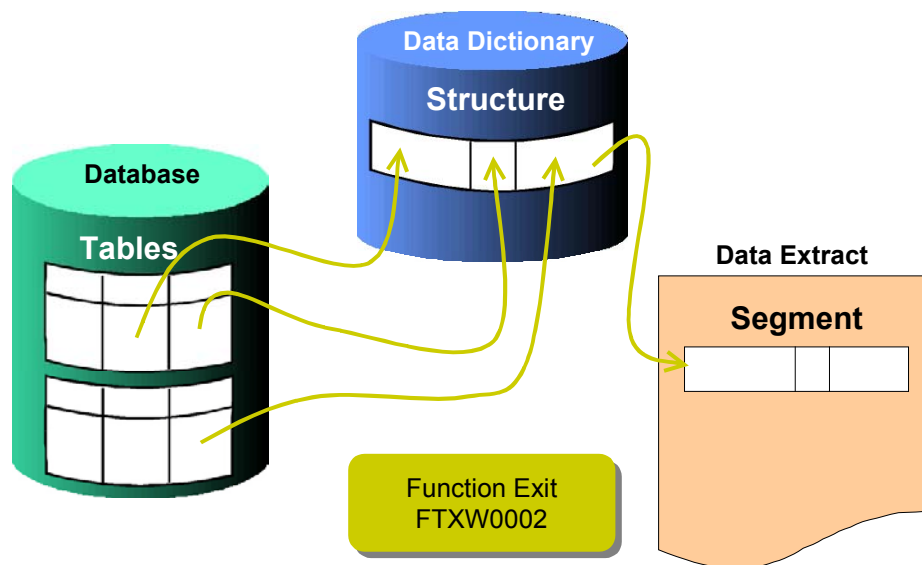 Data Dictionary
Structure
Database
Tables
Data Extract
Segment
Function Exit
FTXW0002